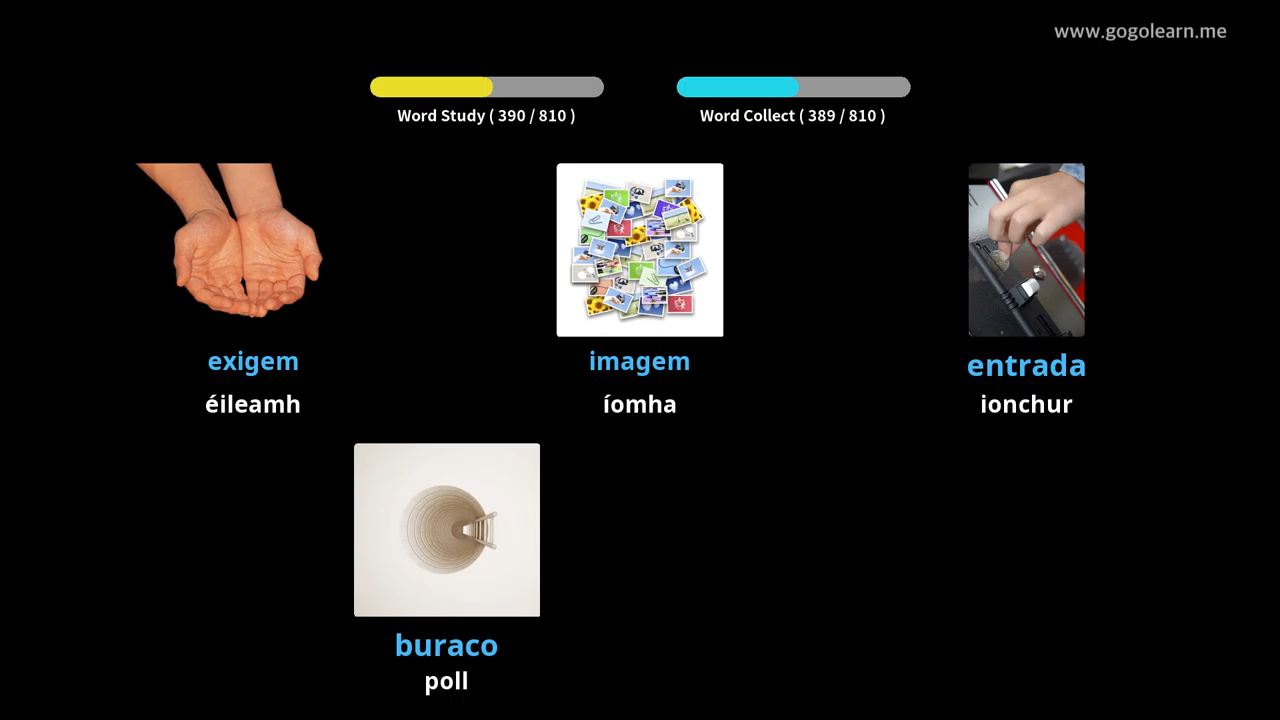 www.gogolearn.me
Word Study ( 390 / 810 )
Word Collect ( 389 / 810 )
exigem
imagem
entrada
éileamh
íomha
ionchur
buraco
poll